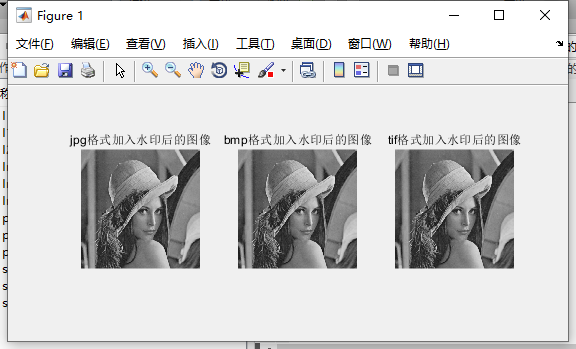 Figure 1
文件(F) 编辑(E) 查看(V) 插入(I) 工具(T) 桌面(D) 窗口(W) 帮助(H)
jpg格式加入水印后的图像 bmp格式加入水印后的图像 tif格式加入水印后的图像